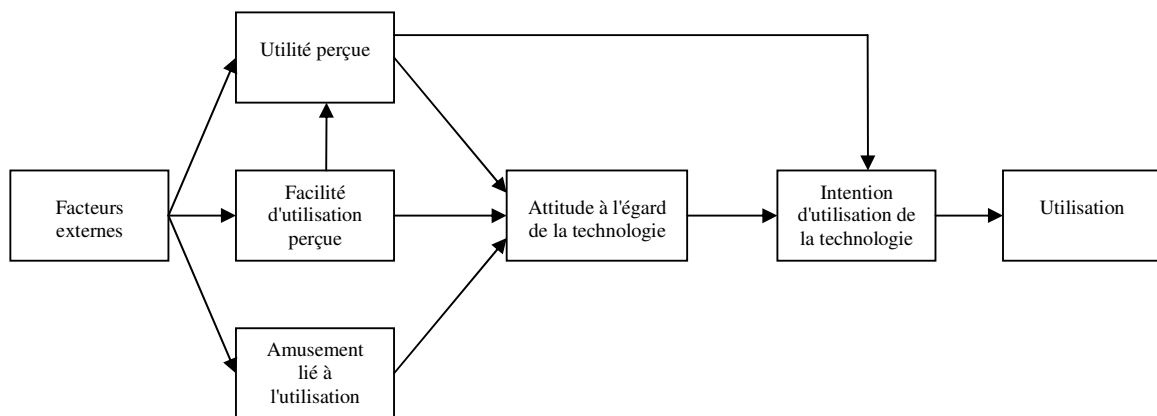 Utilité perçue
Facteurs
externes
Facilité
d'utilisation
perçue
Amusement
lié à
l'utilisation
Attitude à l'égard
de la technologie
Intention
d'utilisation de
la technologie
Utilisation